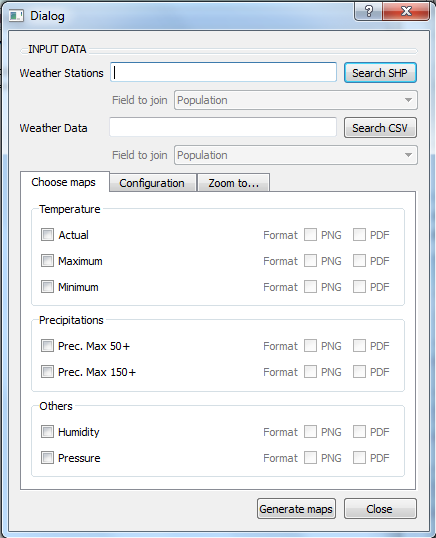 Dialog
INPUT DATA
Weather Stations Search SHP
Field to join Population
Weather Data Search CSV
Field to join Population
Choose maps Configuration Zoom to...
Temperature
Actual Format PNG PDF
Maximum Format PNG PDF
Minimum Format PNG PDF
Precipitations
Prec. Max 50+ Format PNG PDF
Prec. Max 150+ Format PNG PDF
Others
Humidity Format PNG PDF
Pressure Format PNG PDF
Generate maps Close